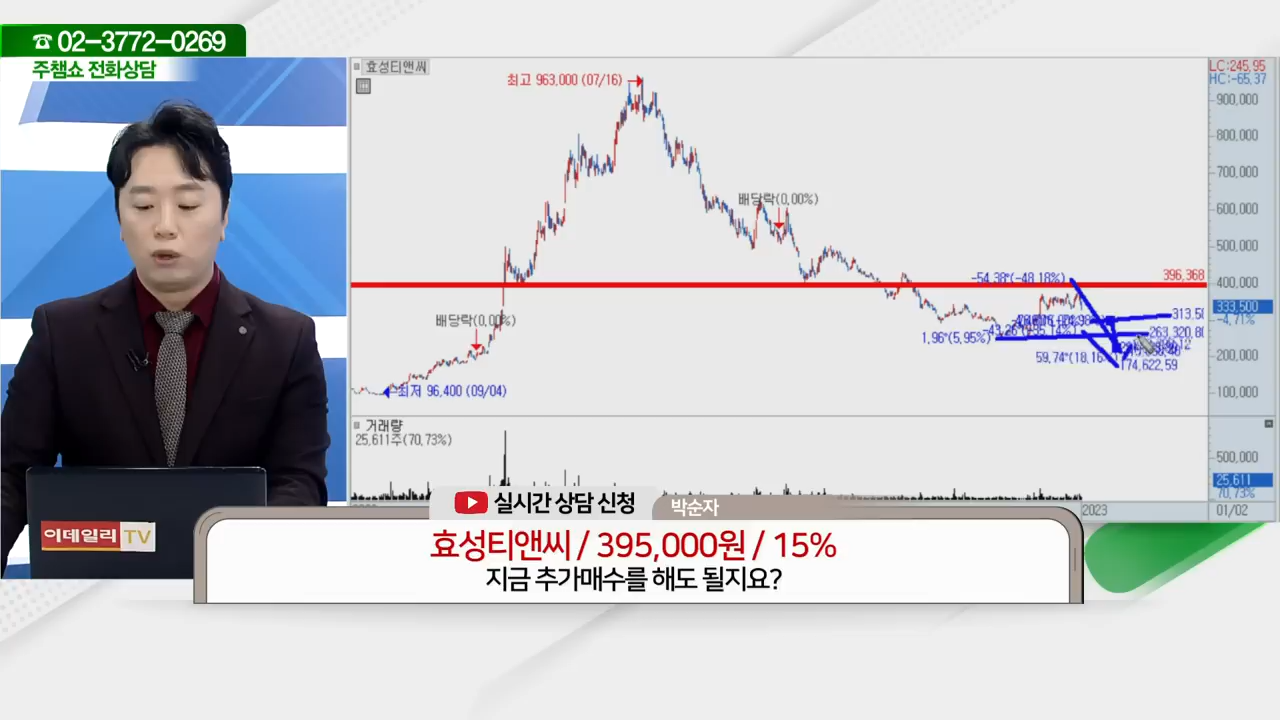 ☎ 02-3772-0269
주챔쇼 전화상담
효성티앤씨
최고 963,000 (07/16)
LC:245,95
HC:-65,37
900,000
800,000
700,000
배당락(0,00%)
600,000
500,000
-54,38*(-48,18%)
396,368
400,000
333,500
-4,71%
배당락(0,00%)
1,96*(5,95%)
263,320,8
59,74*(18,16
174,622,59
200,000
최저 96,400 (09/04)
100,000
거래량
25,611주(70,73%)
500,000
25,611
70,73%
2023
01/02
실시간 상담 신청
박순자
이데일리 TV
효성티앤씨 / 395,000원 / 15%
지금 추가매수를 해도 될지요?